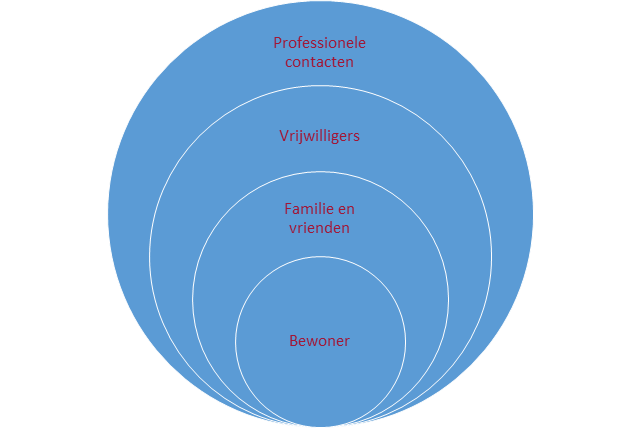 Professionele
contacten
Vrijwilligers
Familie en
vrienden
Bewoner